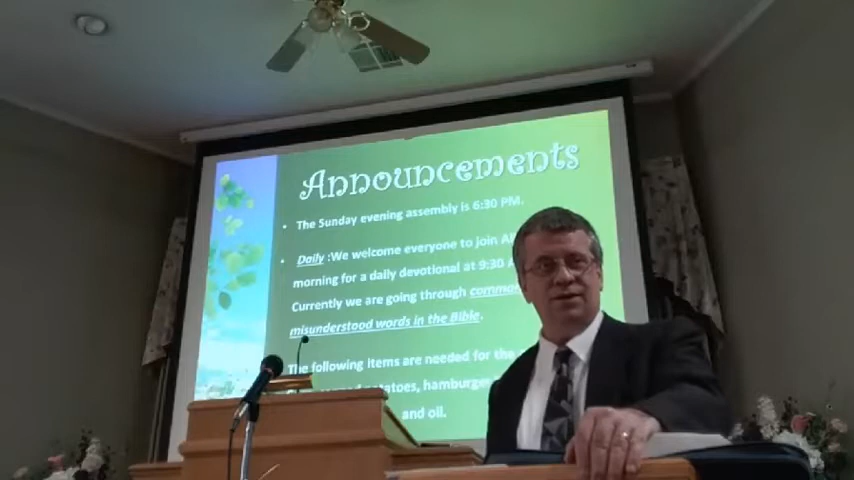 Announcements
• The Sunday evening assembly is 6:30 PM.
• Daily :We welcome everyone to join
morning for a daily devotional at 9:30
Currently we are going through
misunderstood words in the Bible.
The following items are needed for the
hamburger
and oil.